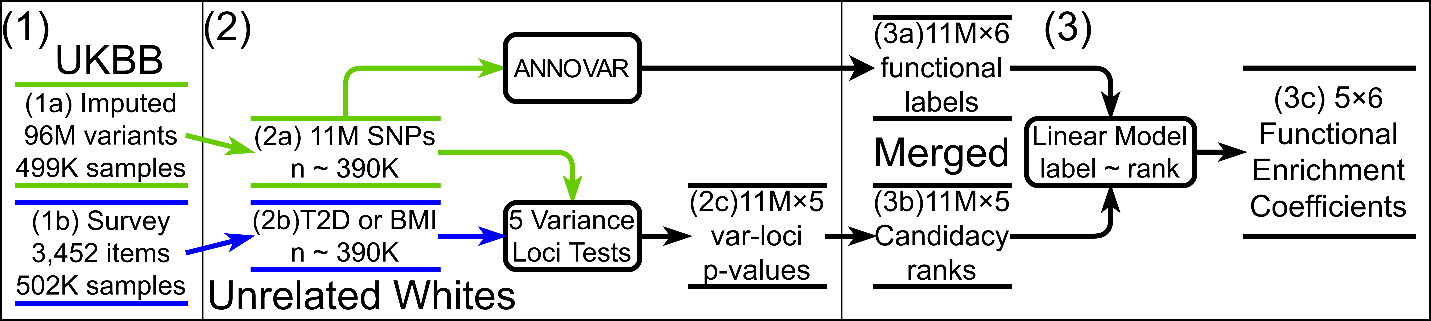 (1)
UKBB
(1a) Imputed
96M variants
499K samples
(1b) Survey
3,452 items
502K samples
(2)
ANNOVAR
(2a) 11M SNPs
n ~ 390K
(2b)T2D or BMI
n ~ 390K
Unrelated Whites
5 Variance
Loci Tests
(2c)11M×5
var-loci
p-values
(3)
(3a)11M×6
functional
labels
Merged
(3b)11M×5
Candidacy
ranks
Linear Model
label ~ rank
(3c) 5×6
Functional
Enrichment
Coefficients